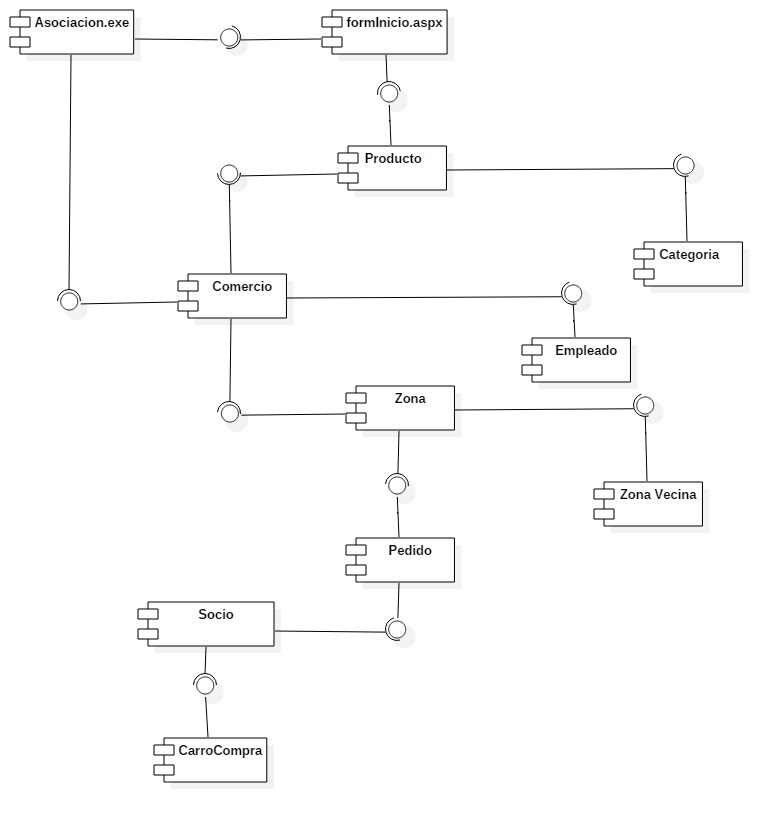 Asociacion.exe
formInicio.aspx
Producto
Categoria
Comercio
Empleado
Zona
Zona Vecina
Pedido
Socio
CarroCompra